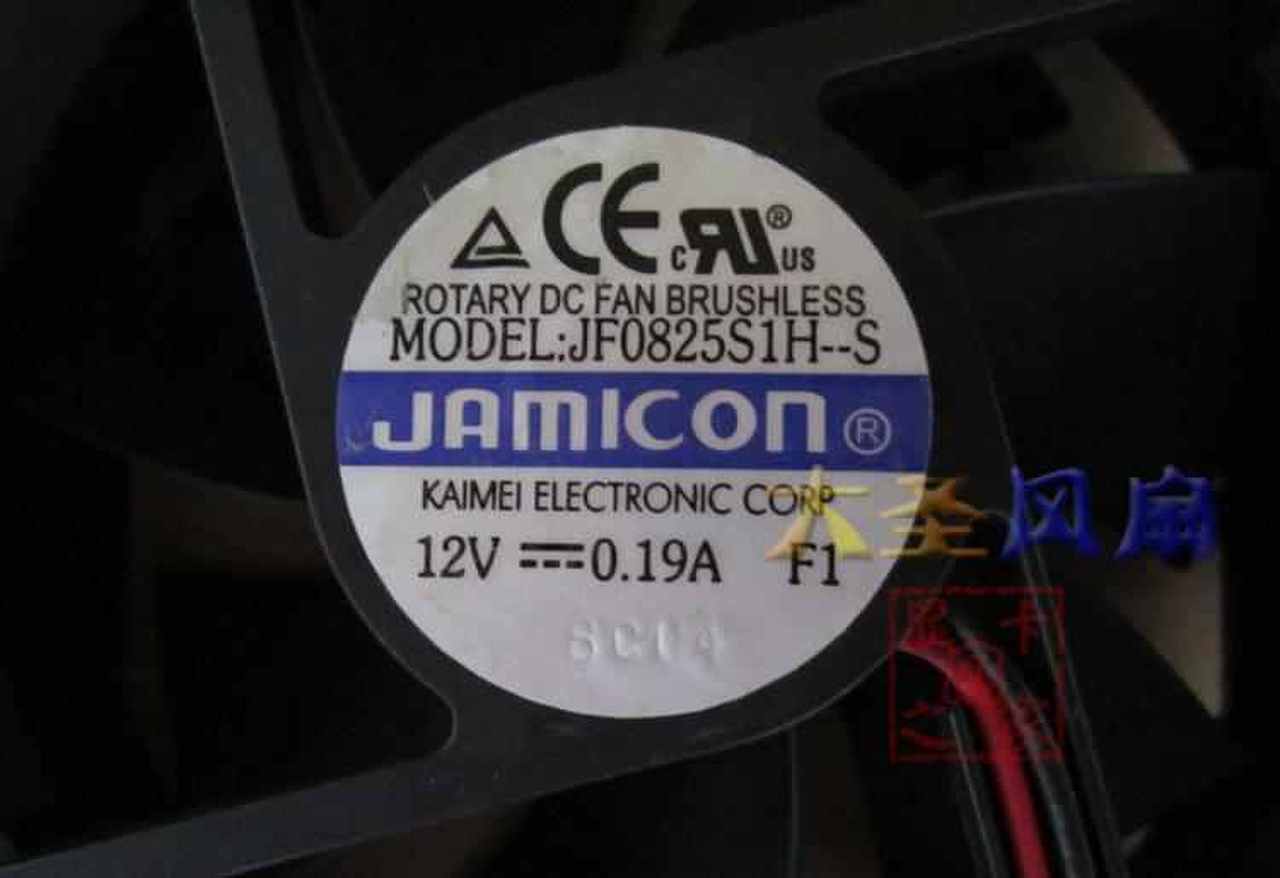 CE c RU ® US
ROTARY DC FAN BRUSHLESS
MODEL:JF0825S1H--S
JAMICON ®
KAIMEI ELECTRONIC CORP
大圣风扇
12V 0.19A F1